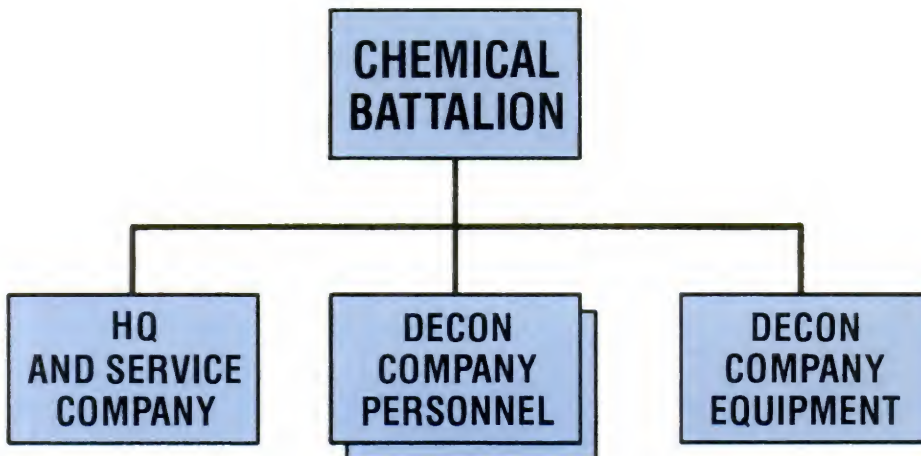 CHEMICAL
BATTALION
HQ
AND SERVICE
COMPANY
DECON
COMPANY
PERSONNEL
DECON
COMPANY
EQUIPMENT